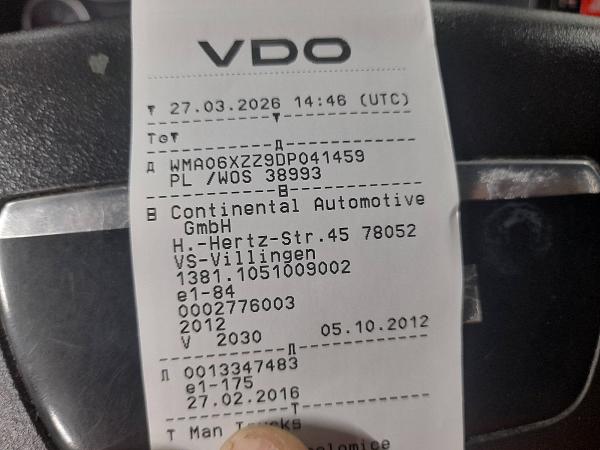 VDO
▼ 27.03.2026 14:46 (UTC)
T⊙▼
WMA06XZZ9DP041459
PL /WOS 38993
Continental Automotive
GmbH
H.-Hertz-Str.45 78052
VS-Villingen
1381.1051009002
e1-84
0002776003
2012
V 2030 05.10.2012
0013347483
e1-175
27.02.2016
T Man Trucks